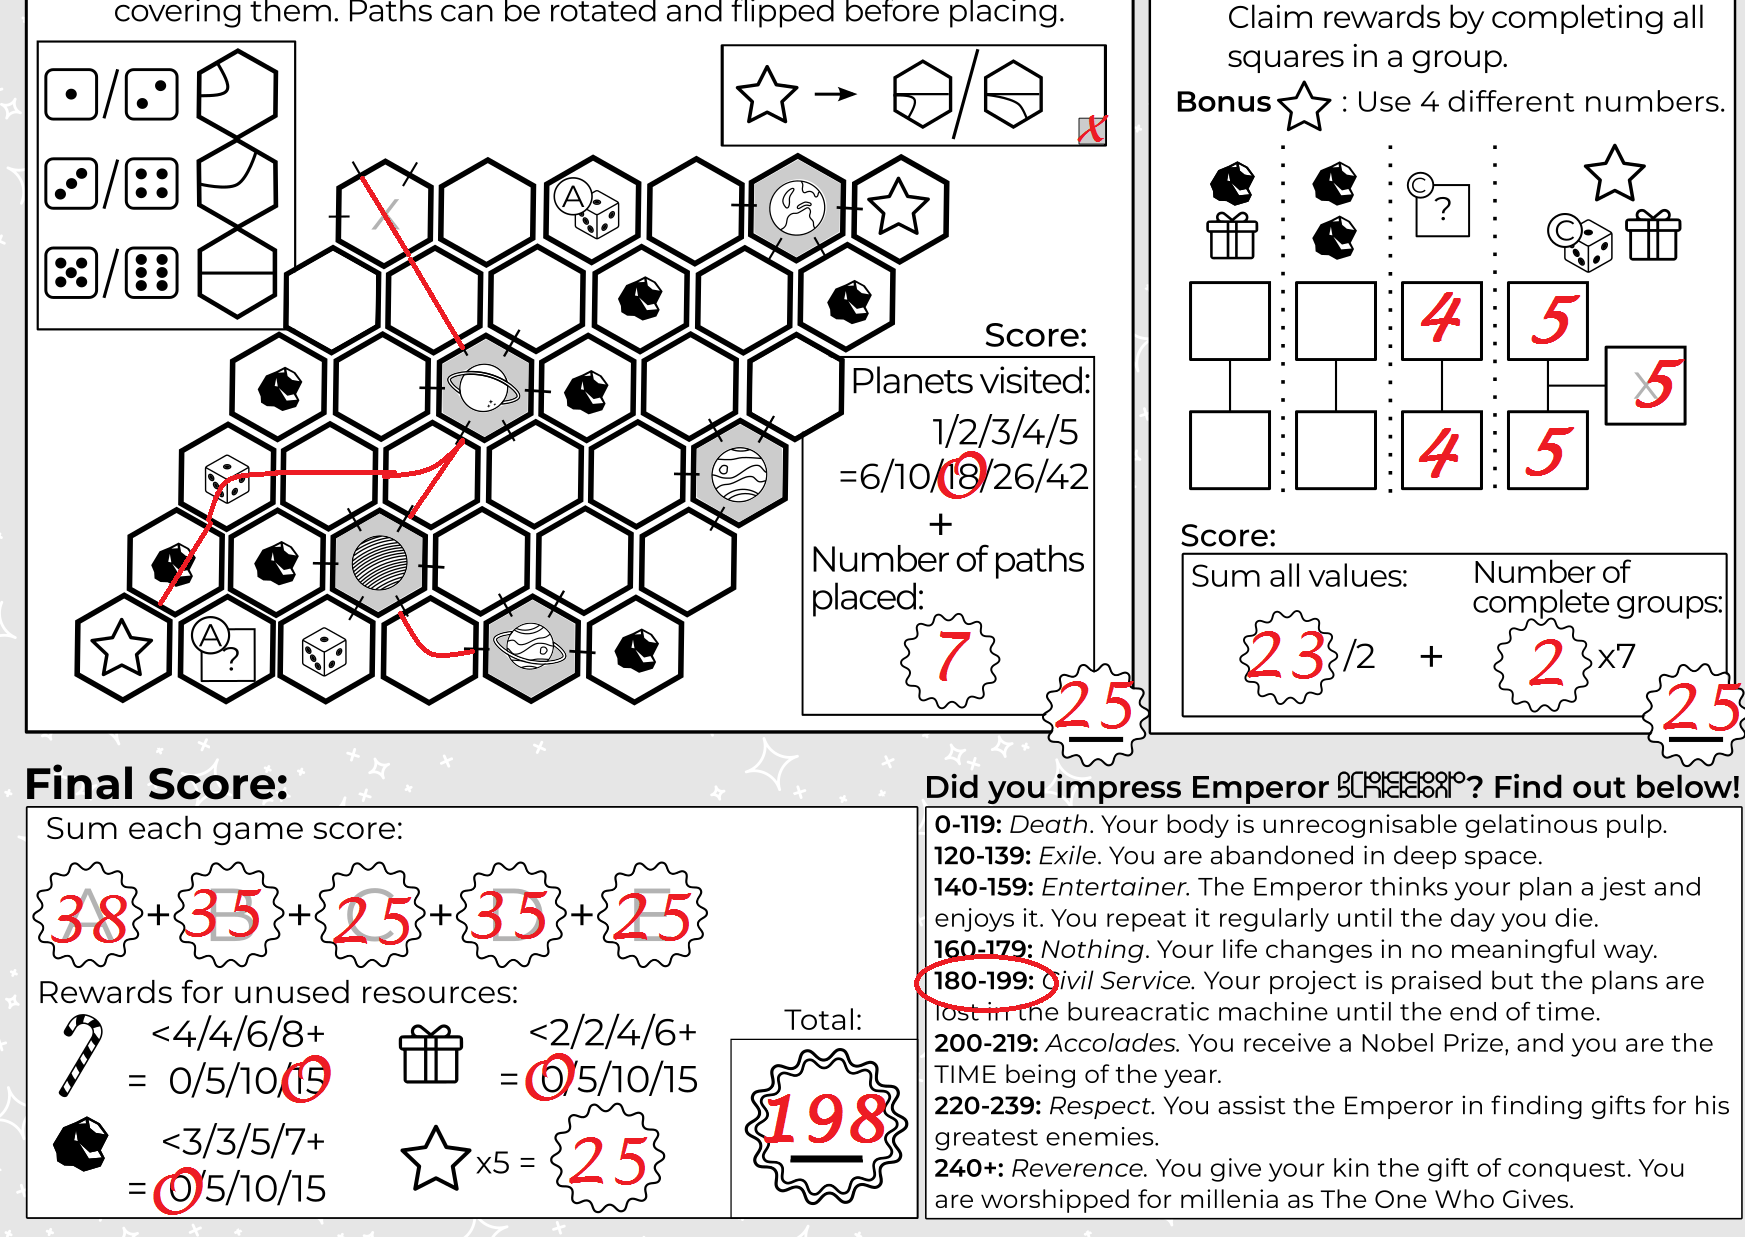 covering them. Paths can be rotated and flipped before placing.
x
X
A
Score:
Planets visited:
1/2/3/4/5
=6/10/18/26/42
+
Number of paths
placed:
7
25
A
?
Claim rewards by completing all
squares in a group.
Bonus : Use 4 different numbers.
C
?
C
4 5
X5
4 5
Score:
Sum all values:
Number of
complete groups:
23 /2 + 2 x7
25
Final Score:
Sum each game score:
A 38 + B 35 + C 25 + D 35 + E 25
Rewards for unused resources:
<4/4/6/8+
= 0/5/10/15
<2/2/4/6+
= 0/5/10/15
<3/3/5/7+
= 0/5/10/15
x5 = 25
Total:
198
Did you impress Emperor ? Find out below!
0-119: Death. Your body is unrecognisable gelatinous pulp.
120-139: Exile. You are abandoned in deep space.
140-159: Entertainer. The Emperor thinks your plan a jest and
enjoys it. You repeat it regularly until the day you die.
160-179: Nothing. Your life changes in no meaningful way.
180-199: Civil Service. Your project is praised but the plans are
lost in the bureacratic machine until the end of time.
200-219: Accolades. You receive a Nobel Prize, and you are the
TIME being of the year.
220-239: Respect. You assist the Emperor in finding gifts for his
greatest enemies.
240+: Reverence. You give your kin the gift of conquest. You
are worshipped for millenia as The One Who Gives.